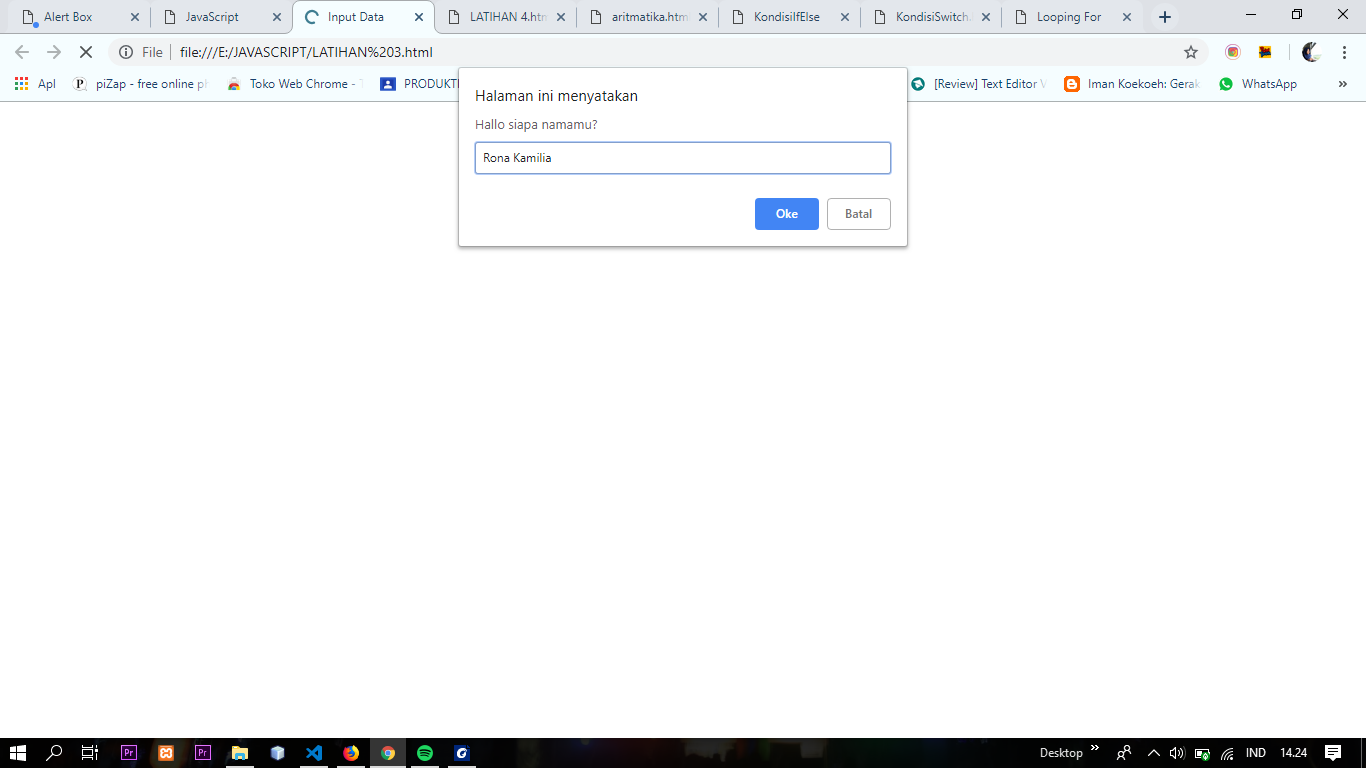 Alert Box
JavaScript
Input Data
LATIHAN 4.htm
aritmatika.htm
KondisiIfElse
KondisiSwitch
Looping For
File
file:///E:/JAVASCRIPT/LATIHAN%203.html
Apl
piZap - free online ph
Toko Web Chrome -
PRODUKTI
[Review] Text Editor V
Iman Koekoeh: Gerak
WhatsApp
»
Halaman ini menyatakan
Hallo siapa namamu?
Rona Kamilia
Oke
Batal
Pr
Pr
Desktop
»
IND
14.24